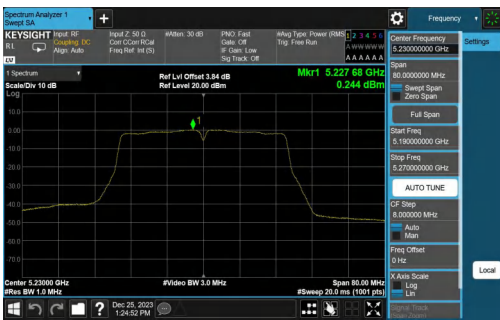 Spectrum Analyzer 1
Swept SA
+
Frequency
KEYSIGHT Input: RF Input Z: 50 Ω #Atten: 30 dB PNO: Fast #Avg Type: Power (RMS) 1 2 3 4 5 6
RL Coupling: DC Corr CCorr RCal Gate: Off Trig: Free Run A W W W W W
Align: Auto Freq Ref: Int (S) IF Gain: Low A A A A A A
LV Sig Track: Off
1 Spectrum Ref Lvl Offset 3.84 dB Mkr1 5.227 68 GHz
Scale/Div 10 dB Ref Level 20.00 dBm 0.244 dBm
Log
10.0
0.00
-10.0
-20.0
-30.0
-40.0
-50.0
-60.0
-70.0
1
Center 5.23000 GHz #Video BW 3.0 MHz Span 80.00 MHz
#Res BW 1.0 MHz #Sweep 20.0 ms (1001 pts)
Dec 25, 2023
1:24:52 PM
Center Frequency
5.230000000 GHz
Settings
Span
80.0000000 MHz
Swept Span
Zero Span
Full Span
Start Freq
5.190000000 GHz
Stop Freq
5.270000000 GHz
AUTO TUNE
CF Step
8.000000 MHz
Auto
Man
Freq Offset
0 Hz
X Axis Scale
Log
Lin
Local
Signal Track